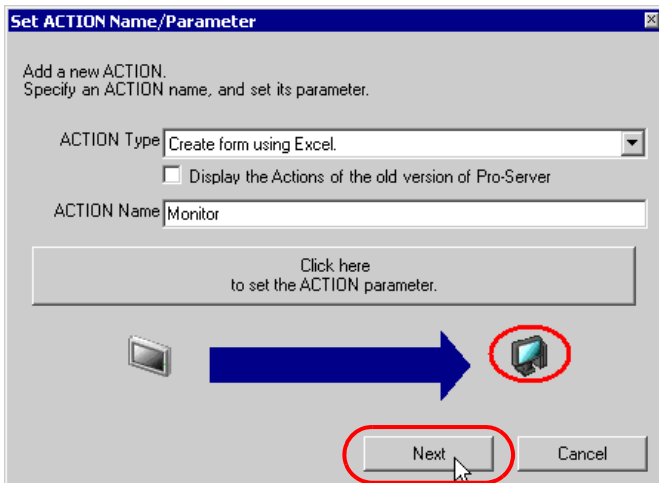 Set ACTION Name/Parameter
Add a new ACTION.
Specify an ACTION name, and set its parameter.
ACTION Type Create form using Excel.
Display the Actions of the old version of Pro-Server
ACTION Name Monitor
Click here
to set the ACTION parameter.
Next Cancel